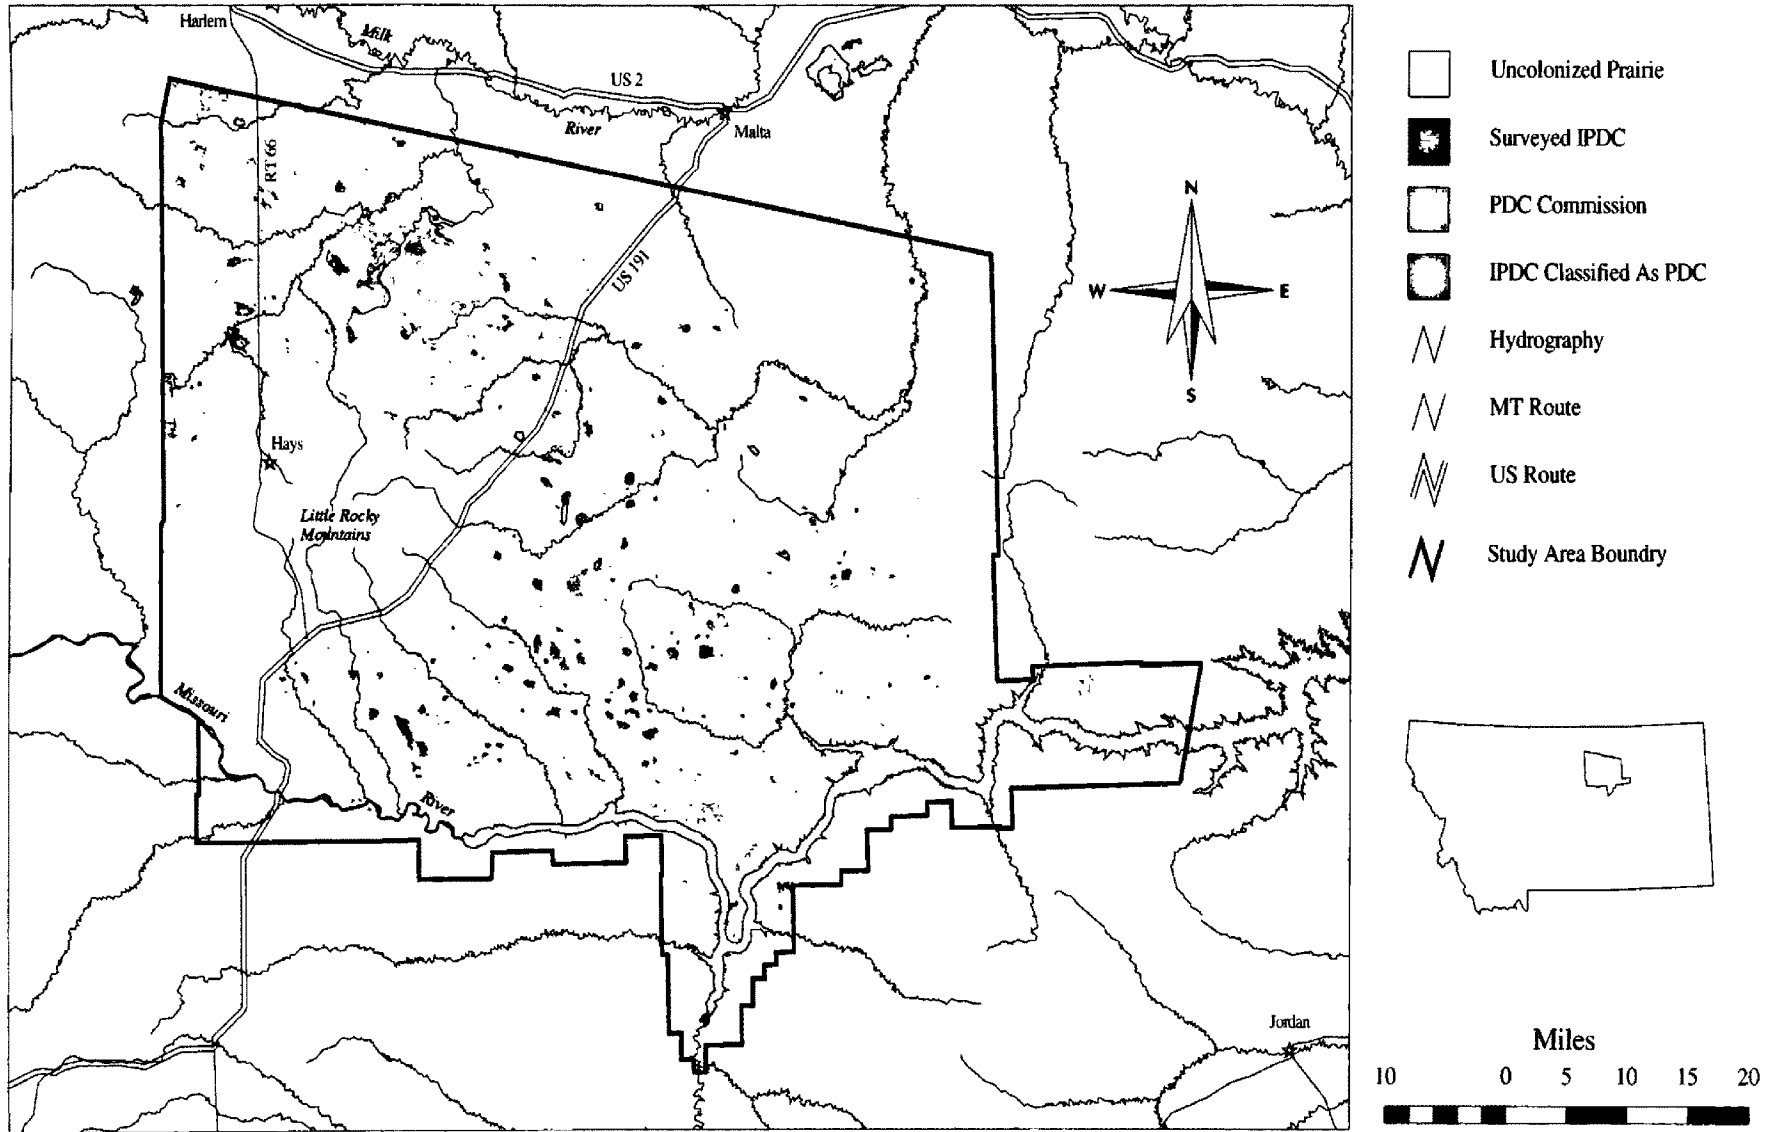 Harlem
Milk
US 2
River
Malta
RT 66
US 191
Hays
Little Rocky
Mountains
Missouri
River
Jordan
N
W
E
S
Uncolonized Prairie
Surveyed IPDC
PDC Commission
IPDC Classified As PDC
Hydrography
MT Route
US Route
Study Area Boundry
Miles
10 0 5 10 15 20